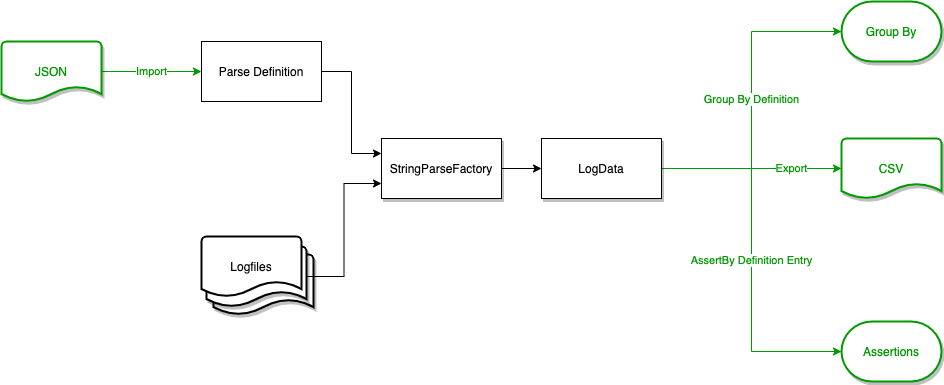 Group By
JSON
Import
Parse Definition
Group By Definition
StringParseFactory
LogData
Export
CSV
Logfiles
AssertBy Definition Entry
Assertions